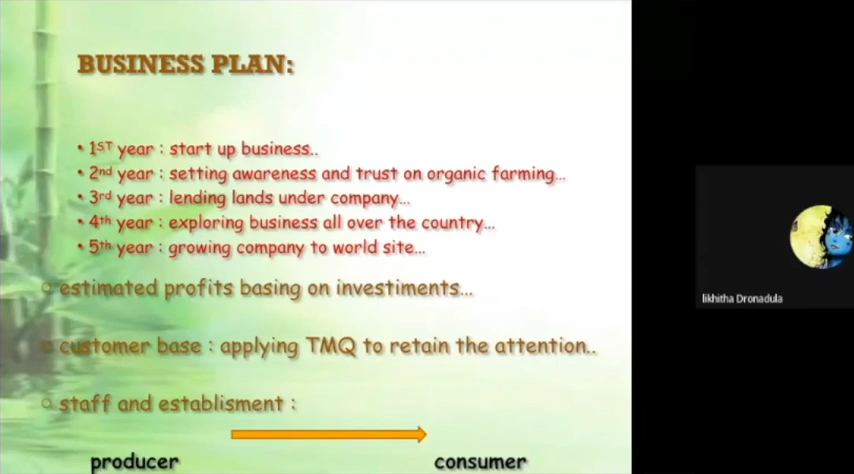 BUSINESS PLAN:
• 1ST year : start up business..
• 2nd year : setting awareness and trust on organic farming...
• 3rd year : lending lands under company...
• 4th year : exploring business all over the country...
• 5th year : growing company to world site...
estimated profits basing on investiments...
customer base : applying TMQ to retain the attention..
staff and establisment :
producer consumer
likhitha Dronadula